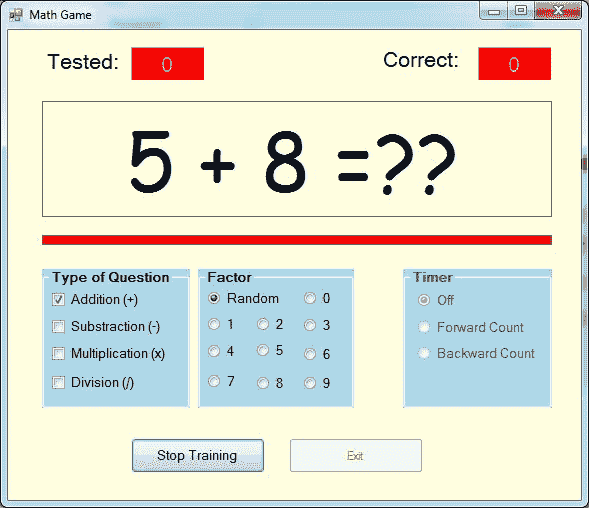 Math Game
Tested: 0 Correct: 0
5 + 8 =??
Type of Question
Addition (+)
Substraction (-)
Multiplication (x)
Division (/)
Factor
Random 0
1 2 3
4 5 6
7 8 9
Timer
Off
Forward Count
Backward Count
Stop Training Exit